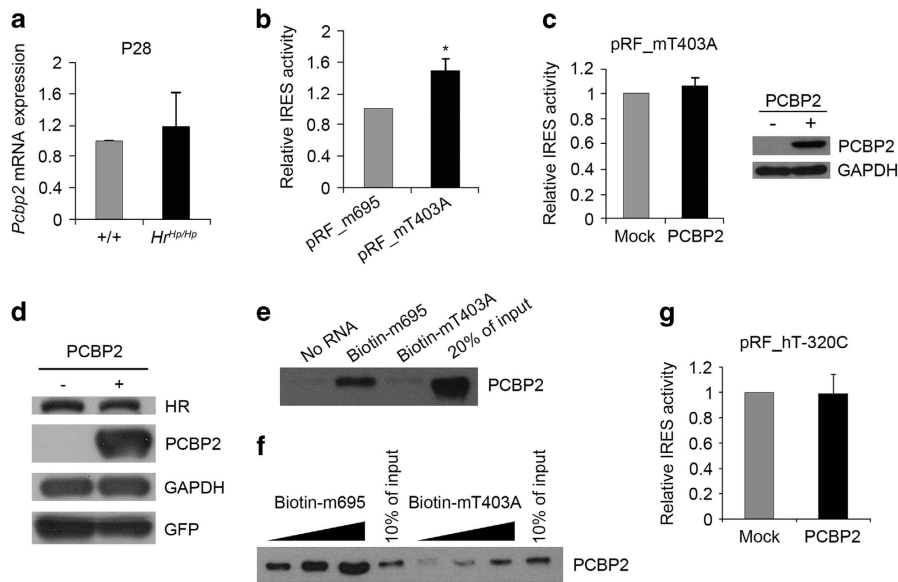 a
P28
Pcbp2 mRNA expression
2
1.6
1.2
0.8
0.4
0
+/+
Hr^Hp/Hp
b
Relative IRES activity
2
1.6
1.2
0.8
0.4
0
*
pRF_m695
pRF_mT403A
c
pRF_mT403A
Relative IRES activity
1.2
1
0.8
0.6
0.4
0.2
0
Mock
PCBP2
PCBP2
- +
PCBP2
GAPDH
d
PCBP2
- +
HR
PCBP2
GAPDH
GFP
e
No RNA
Biotin-m695
Biotin-mT403A
20% of input
PCBP2
f
Biotin-m695
10% of input
Biotin-mT403A
10% of input
PCBP2
g
pRF_hT-320C
Relative IRES activity
1.2
1
0.8
0.6
0.4
0.2
0
Mock
PCBP2